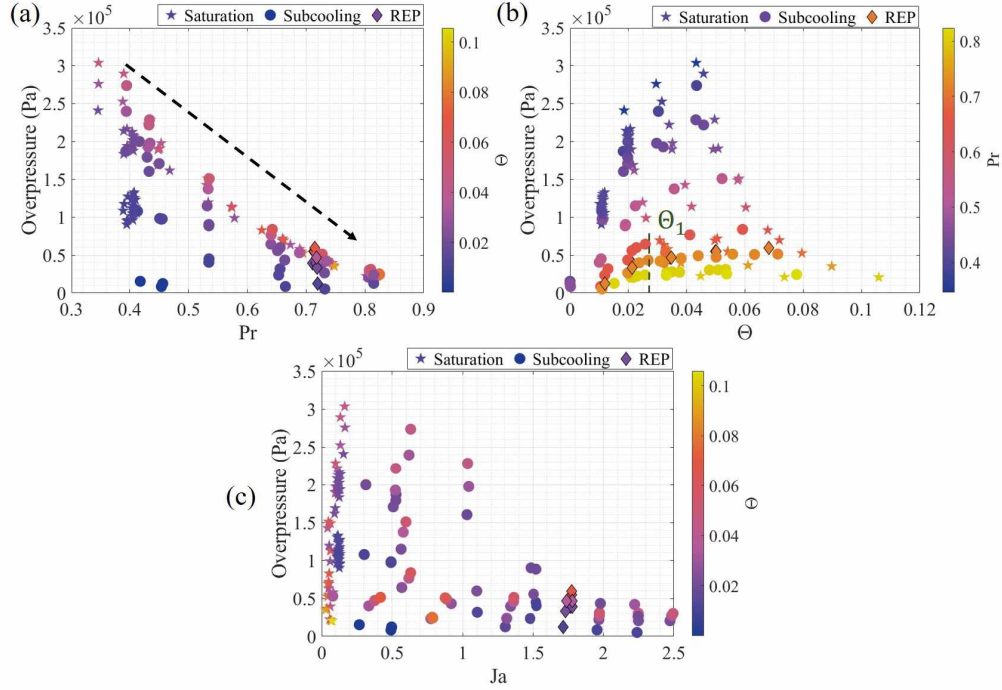 (a)
★ Saturation ● Subcooling ◆ REP
×10⁵
Overpressure (Pa)
3.5
3
2.5
2
1.5
1
0.5
0
0.3 0.4 0.5 0.6 0.7 0.8 0.9
Pr
0.1
0.08
0.06
0.04
0.02
Θ
(b)
★ Saturation ● Subcooling ◆ REP
×10⁵
Overpressure (Pa)
3.5
3
2.5
2
1.5
1
0.5
0
Θ₁
0 0.02 0.04 0.06 0.08 0.1 0.12
Θ
0.8
0.7
0.6
0.5
0.4
Pr
(c)
★ Saturation ● Subcooling ◆ REP
×10⁵
Overpressure (Pa)
3.5
3
2.5
2
1.5
1
0.5
0
0 0.5 1 1.5 2 2.5
Ja
0.1
0.08
0.06
0.04
0.02
Θ